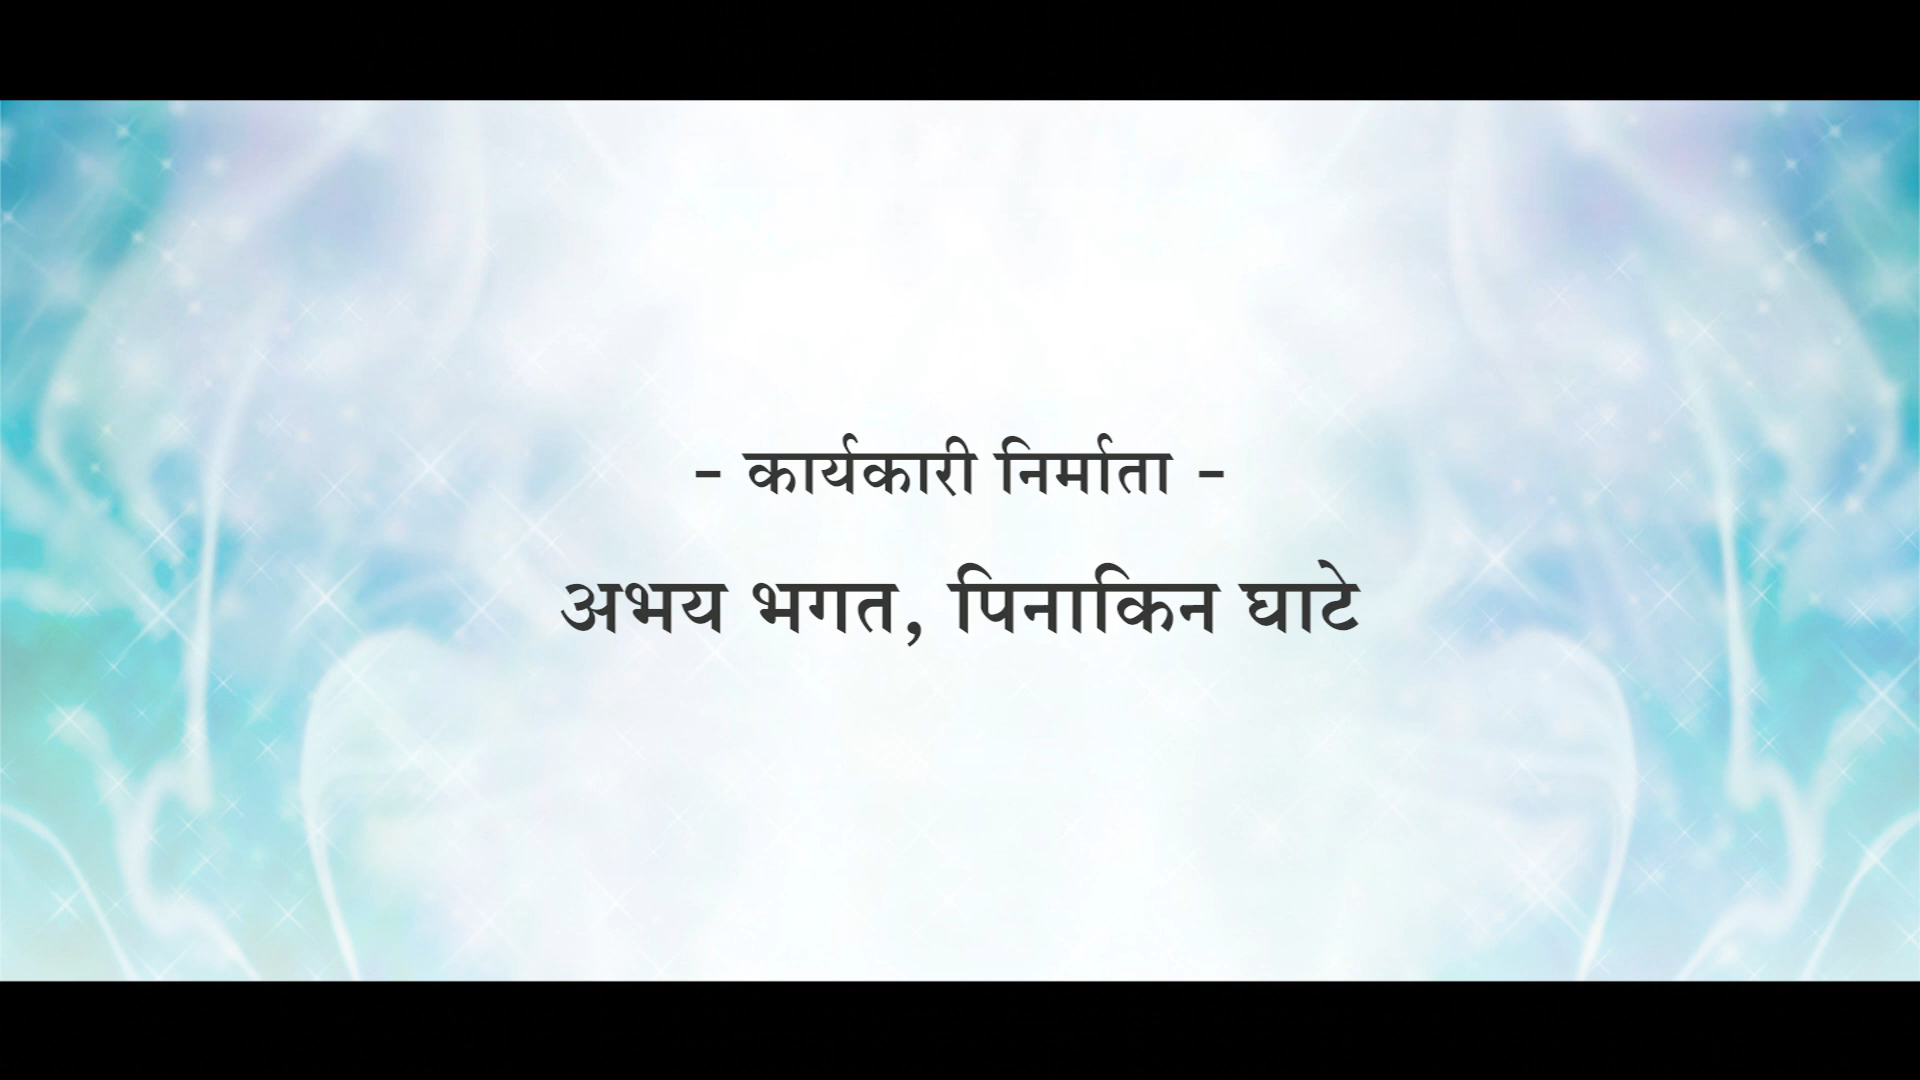 - कार्यकारी निर्माता -
अभय भगत, पिनाकिन घाटे